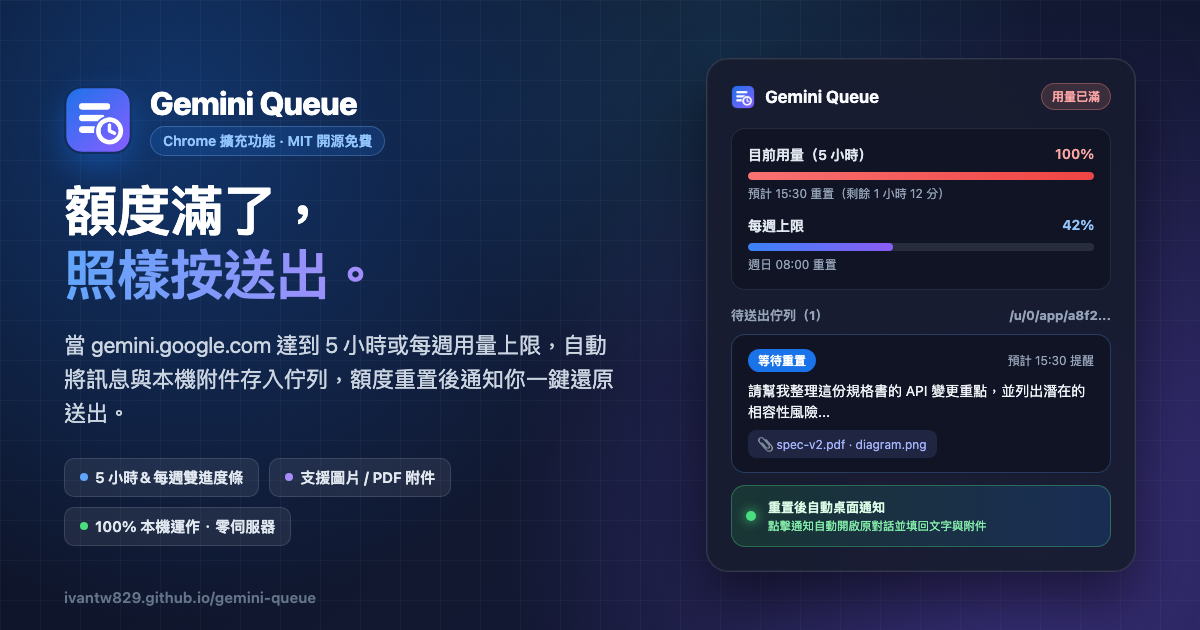 Gemini Queue
Chrome 擴充功能 · MIT 開源免費
額度滿了，
照樣按送出。
當 gemini.google.com 達到 5 小時或每週用量上限，自動
將訊息與本機附件存入佇列，額度重置後通知你一鍵還原
送出。
5 小時 & 每週雙進度條
支援圖片 / PDF 附件
100% 本機運作 · 零伺服器
ivantw829.github.io/gemini-queue
Gemini Queue
用量已滿
目前用量（5 小時）
100%
預計 15:30 重置（剩餘 1 小時 12 分）
每週上限
42%
週日 08:00 重置
待送出佇列（1）
/u/0/app/a8f2...
等待重置
預計 15:30 提醒
請幫我整理這份規格書的 API 變更重點，並列出潛在的
相容性風險...
spec-v2.pdf · diagram.png
重置後自動桌面通知
點擊通知自動開啟原對話並填回文字與附件